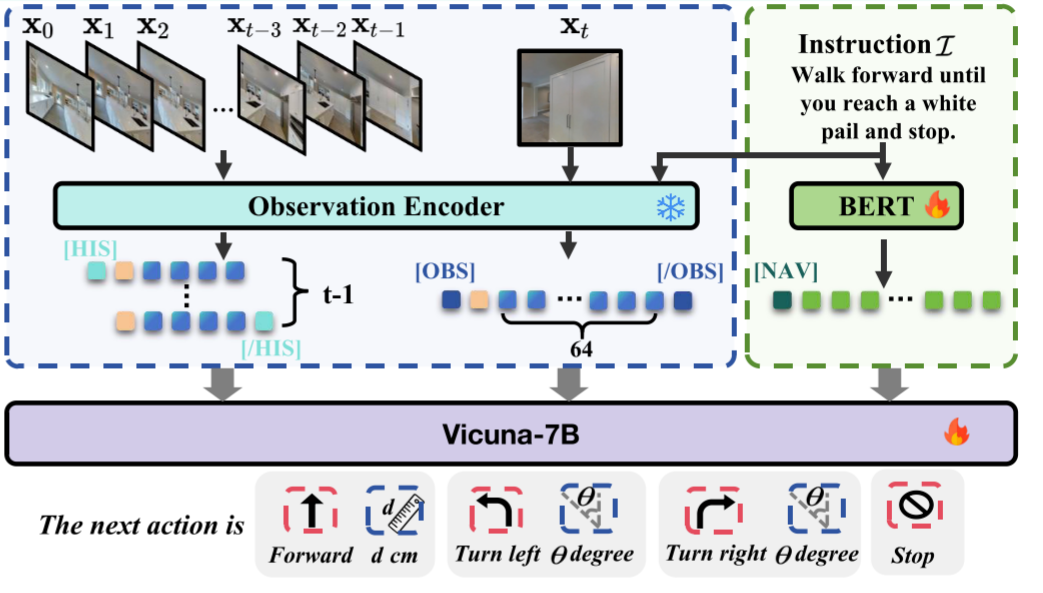 x₀ x₁ x₂ xₜ₋₃ xₜ₋₂ xₜ₋₁ xₜ
...
Instruction ℐ
Walk forward until
you reach a white
pail and stop.
Observation Encoder
BERT
[HIS]
t-1
[/HIS]
[OBS] [/OBS]
...
64
[NAV]
...
Vicuna-7B
The next action is
d
Forward d cm
θ
Turn left θ degree
θ
Turn right θ degree
Stop